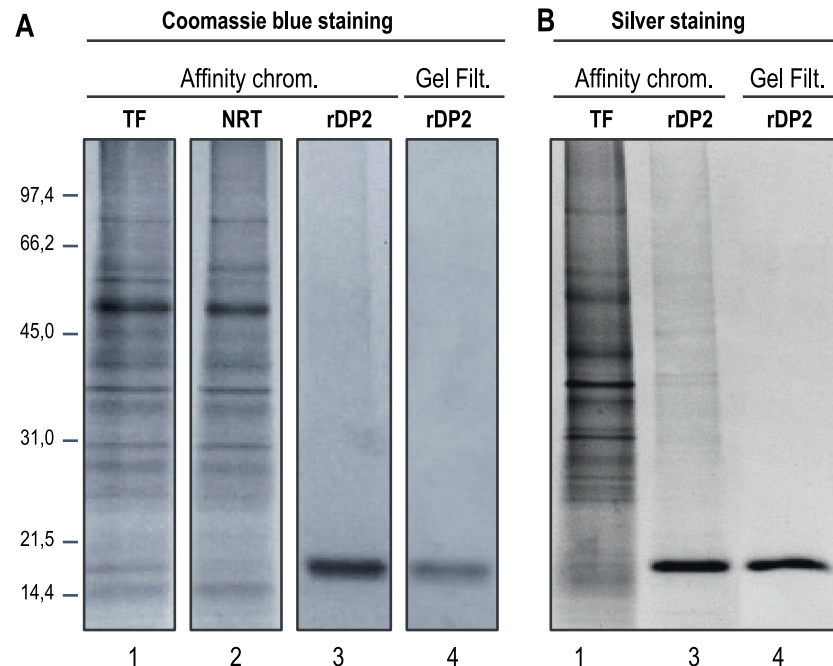 A Coomassie blue staining B Silver staining
Affinity chrom. Gel Filt. Affinity chrom. Gel Filt.
TF NRT rDP2 rDP2 TF rDP2 rDP2
97,4
66,2
45,0
31,0
21,5
14,4
1 2 3 4 1 3 4